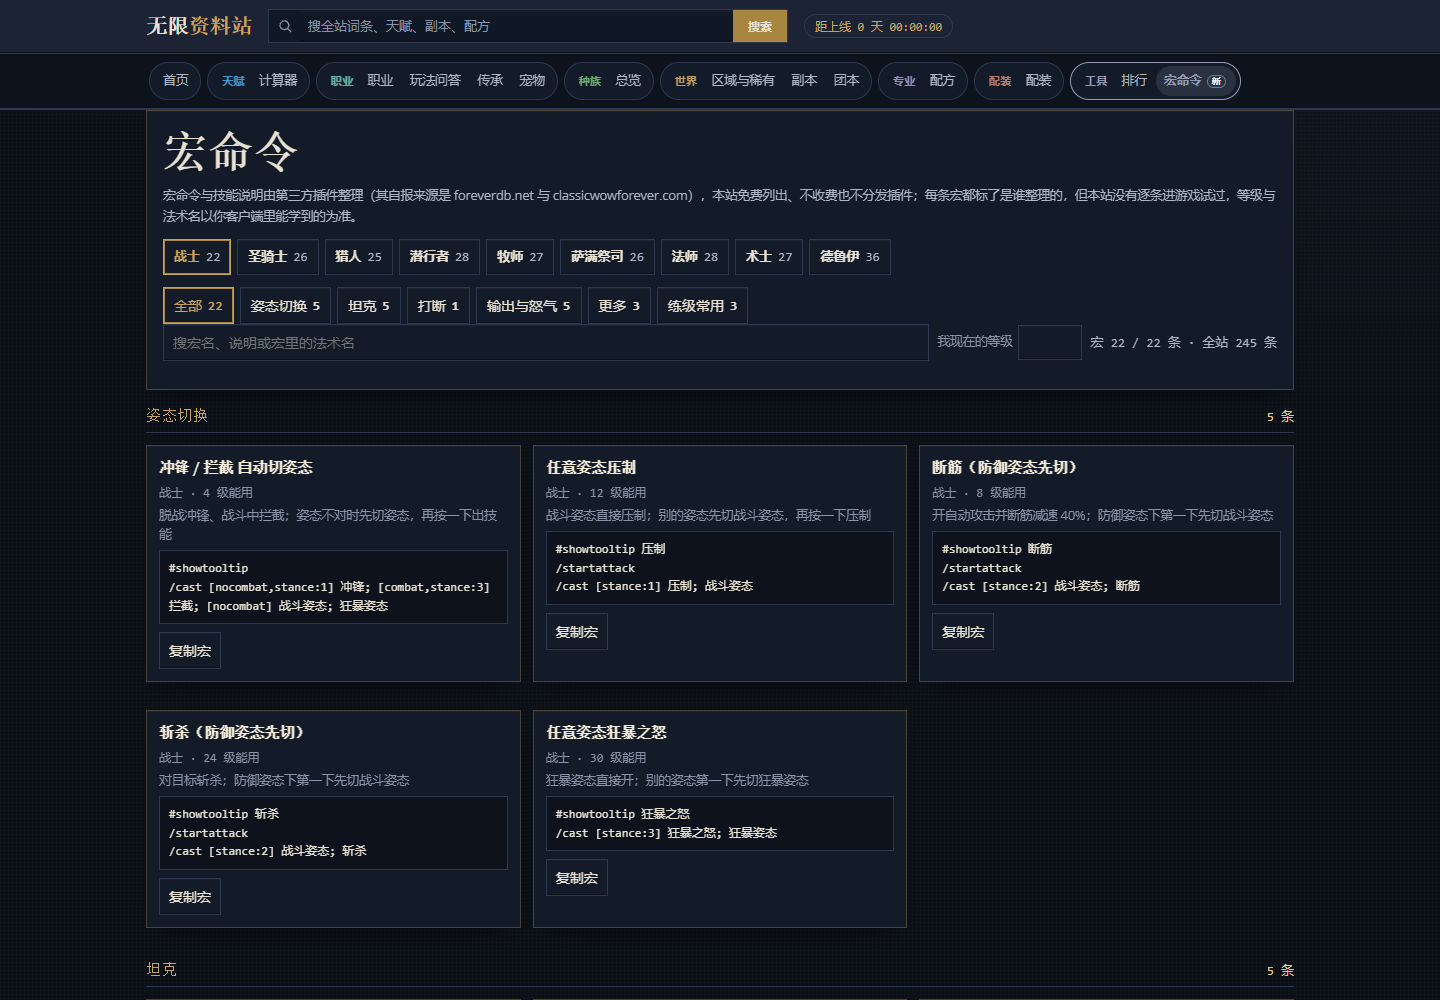 无限资料站
搜全站词条、天赋、副本、配方
搜索
距上线 0 天 00:00:00
首页
天赋 计算器
职业 职业 玩法问答 传承 宠物
种族 总览
世界 区域与稀有 副本 团本
专业 配方
配装 配装
工具 排行 宏命令 新
宏命令
宏命令与技能说明由第三方插件整理（其自报来源是 foreverdb.net 与 classicwowforever.com），本站免费列出、不收费也不分发插件；每条宏都标了是谁整理的，但本站没有逐条进游戏试过，等级与
法术名以你客户端里能学到的为准。
战士 22
圣骑士 26
猎人 25
潜行者 28
牧师 27
萨满祭司 26
法师 28
术士 27
德鲁伊 36
全部 22
姿态切换 5
坦克 5
打断 1
输出与怒气 5
更多 3
练级常用 3
搜宏名、说明或宏里的法术名
我现在的等级
宏 22 / 22 条 · 全站 245 条
姿态切换
5 条
冲锋 / 拦截 自动切姿态
战士 · 4 级能用
脱战冲锋、战斗中拦截；姿态不对时先切姿态，再按一下出技
能
#showtooltip
/cast [nocombat,stance:1] 冲锋; [combat,stance:3]
拦截; [nocombat] 战斗姿态; 狂暴姿态
复制宏
任意姿态压制
战士 · 12 级能用
战斗姿态直接压制；别的姿态先切战斗姿态，再按一下压制
#showtooltip 压制
/startattack
/cast [stance:1] 压制; 战斗姿态
复制宏
断筋（防御姿态先切）
战士 · 8 级能用
开自动攻击并断筋减速 40%；防御姿态下第一下先切战斗姿态
#showtooltip 断筋
/startattack
/cast [stance:2] 战斗姿态; 断筋
复制宏
斩杀（防御姿态先切）
战士 · 24 级能用
对目标斩杀；防御姿态下第一下先切战斗姿态
#showtooltip 斩杀
/startattack
/cast [stance:2] 战斗姿态; 斩杀
复制宏
任意姿态狂暴之怒
战士 · 30 级能用
狂暴姿态直接开；别的姿态第一下先切狂暴姿态
#showtooltip 狂暴之怒
/cast [stance:3] 狂暴之怒; 狂暴姿态
复制宏
坦克
5 条